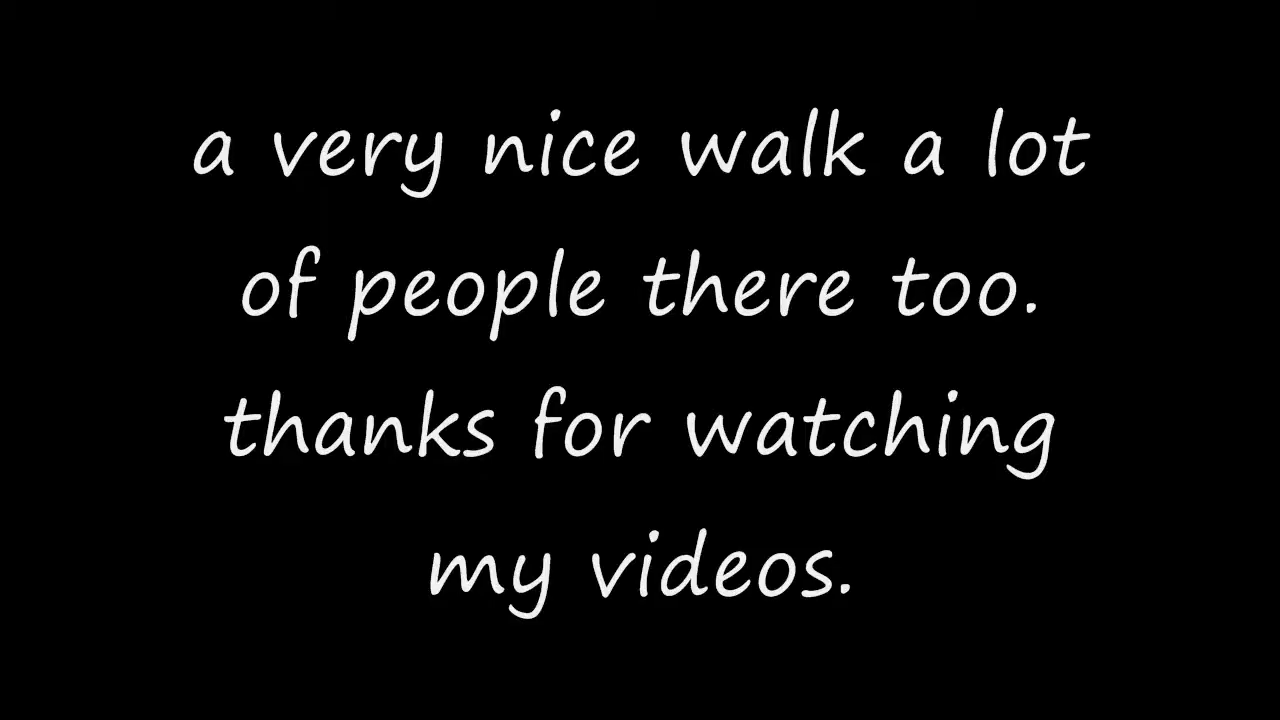 a very nice walk a lot
of people there too.
thanks for watching
my videos.